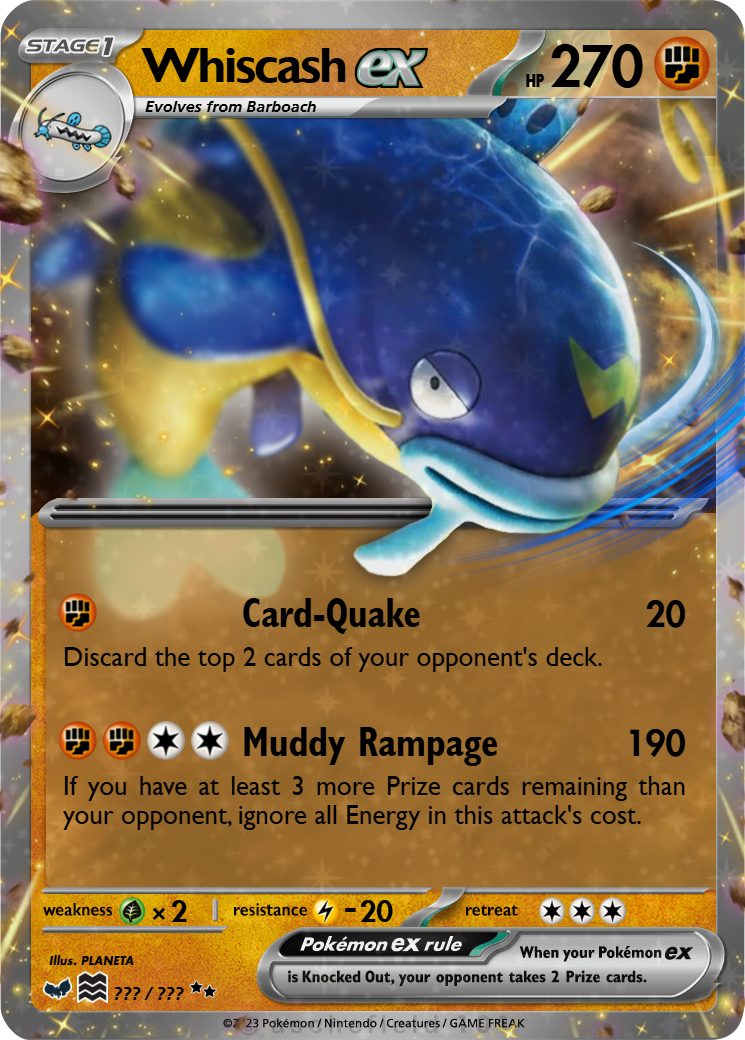 STAGE1
Whiscash ex
HP 270
Evolves from Barboach
Card-Quake 20
Discard the top 2 cards of your opponent's deck.
Muddy Rampage 190
If you have at least 3 more Prize cards remaining than
your opponent, ignore all Energy in this attack's cost.
weakness ×2 resistance -20 retreat
Illus. PLANETA
??? / ???
Pokémon ex rule
When your Pokémon ex
is Knocked Out, your opponent takes 2 Prize cards.
Pokémon / Nintendo / Creatures / GAME FREAK